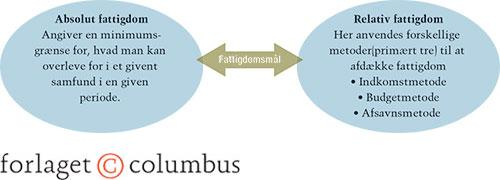 Absolut fattigdom
Angiver en minimums-
grænse for, hvad man kan
overleve for i et givent
samfund i en given
periode.
Fattigdomsmål
Relativ fattigdom
Her anvendes forskellige
metoder(primært tre) til at
afdække fattigdom
• Indkomstmetode
• Budgetmetode
• Afsavnsmetode
forlaget © columbus